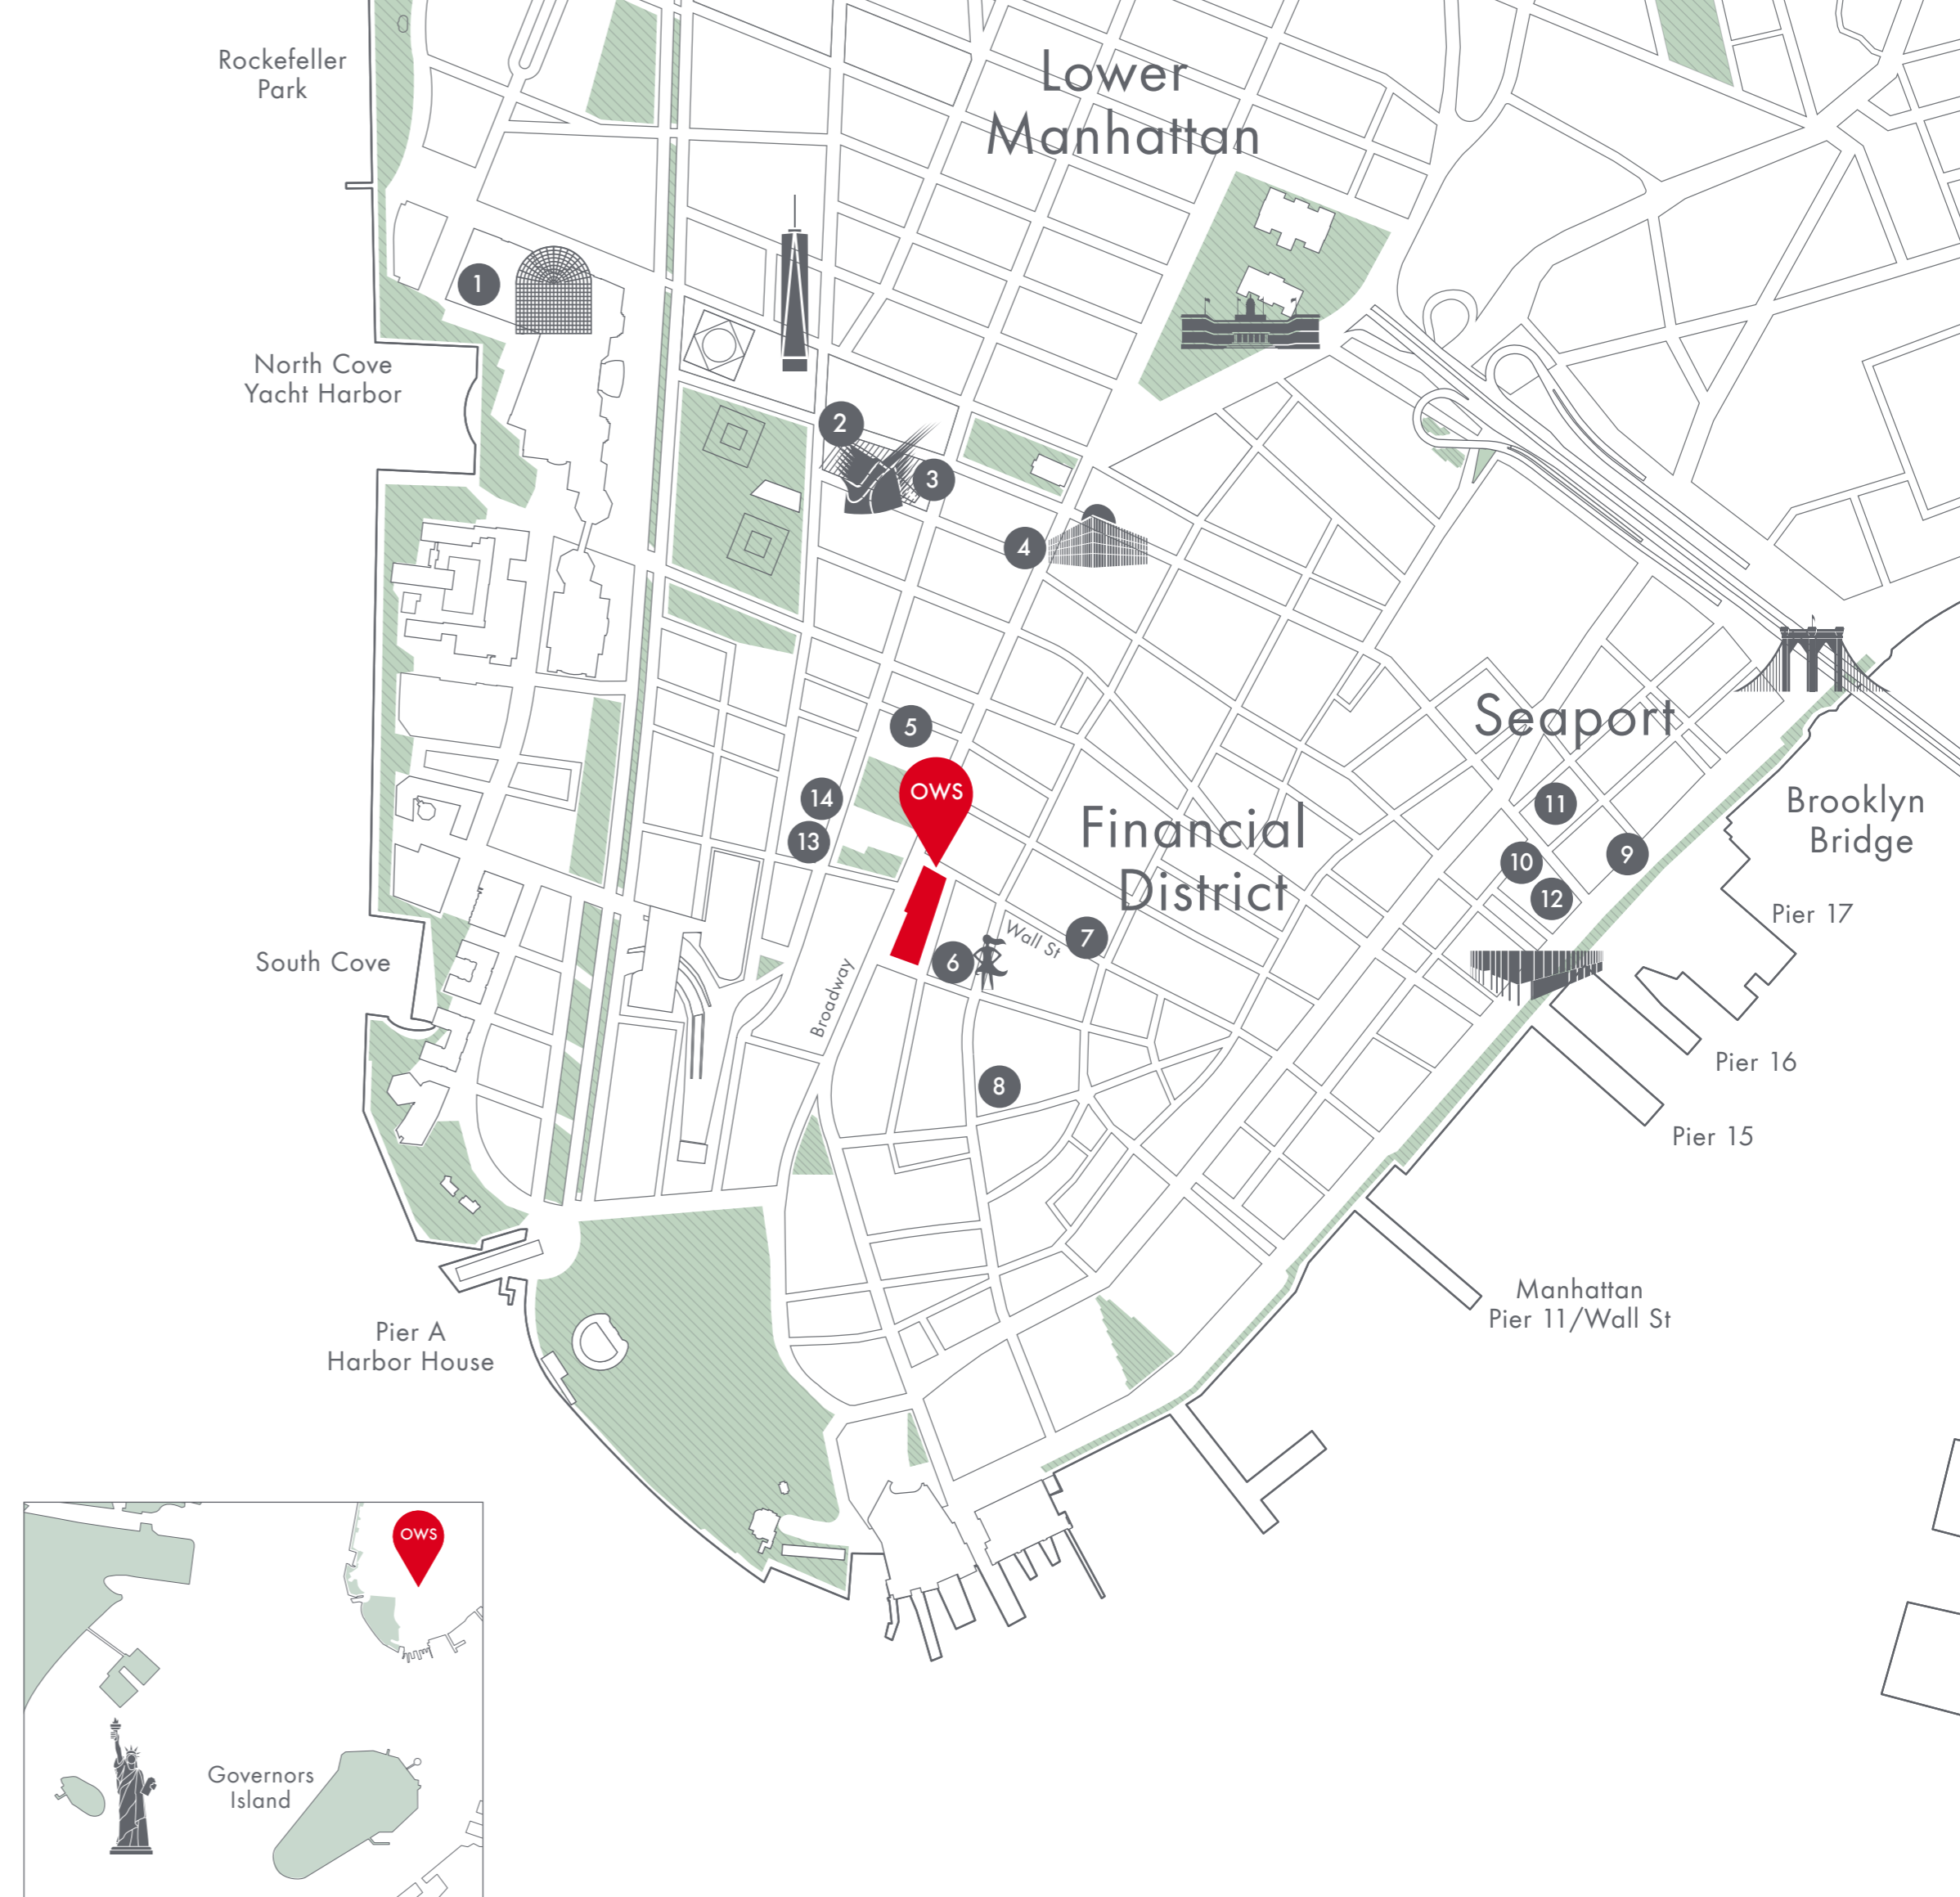 Rockefeller
Park
Lower
Manhattan
1
North Cove
Yacht Harbor
2
3
4
Seaport
5
OWS
14
13
Financial
District
11
10
9
12
Brooklyn
Bridge
Pier 17
South Cove
Broadway
6
Wall St
7
Pier 16
8
Pier 15
Manhattan
Pier 11/Wall St
Pier A
Harbor House
OWS
Governors
Island